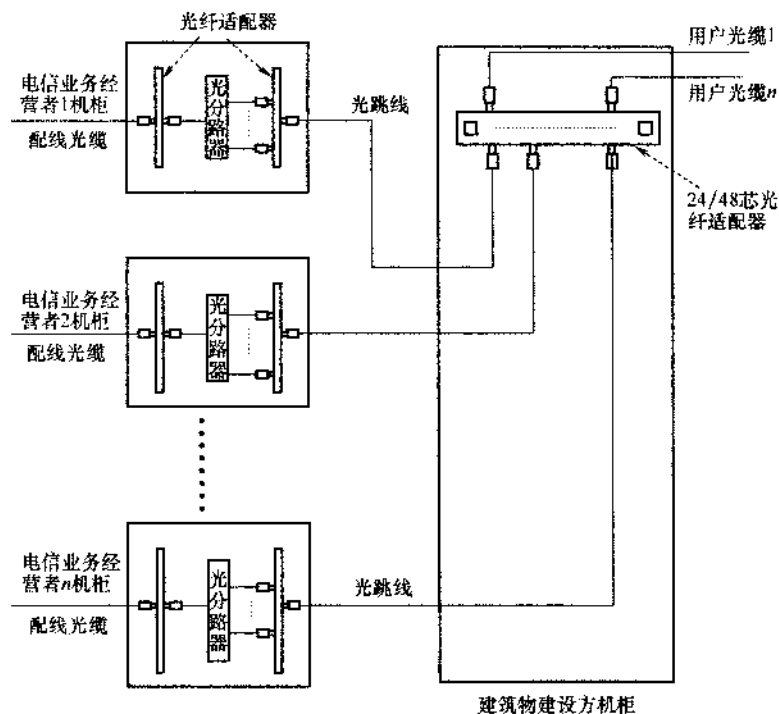 光纤适配器
电信业务经
营者1机柜
配线光缆
光分路器
光跳线
用户光缆1
用户光缆n
24/48芯光
纤适配器
电信业务经
营者2机柜
配线光缆
光分路器
电信业务经
营者n机柜
配线光缆
光分路器
光跳线
建筑物建设方机柜